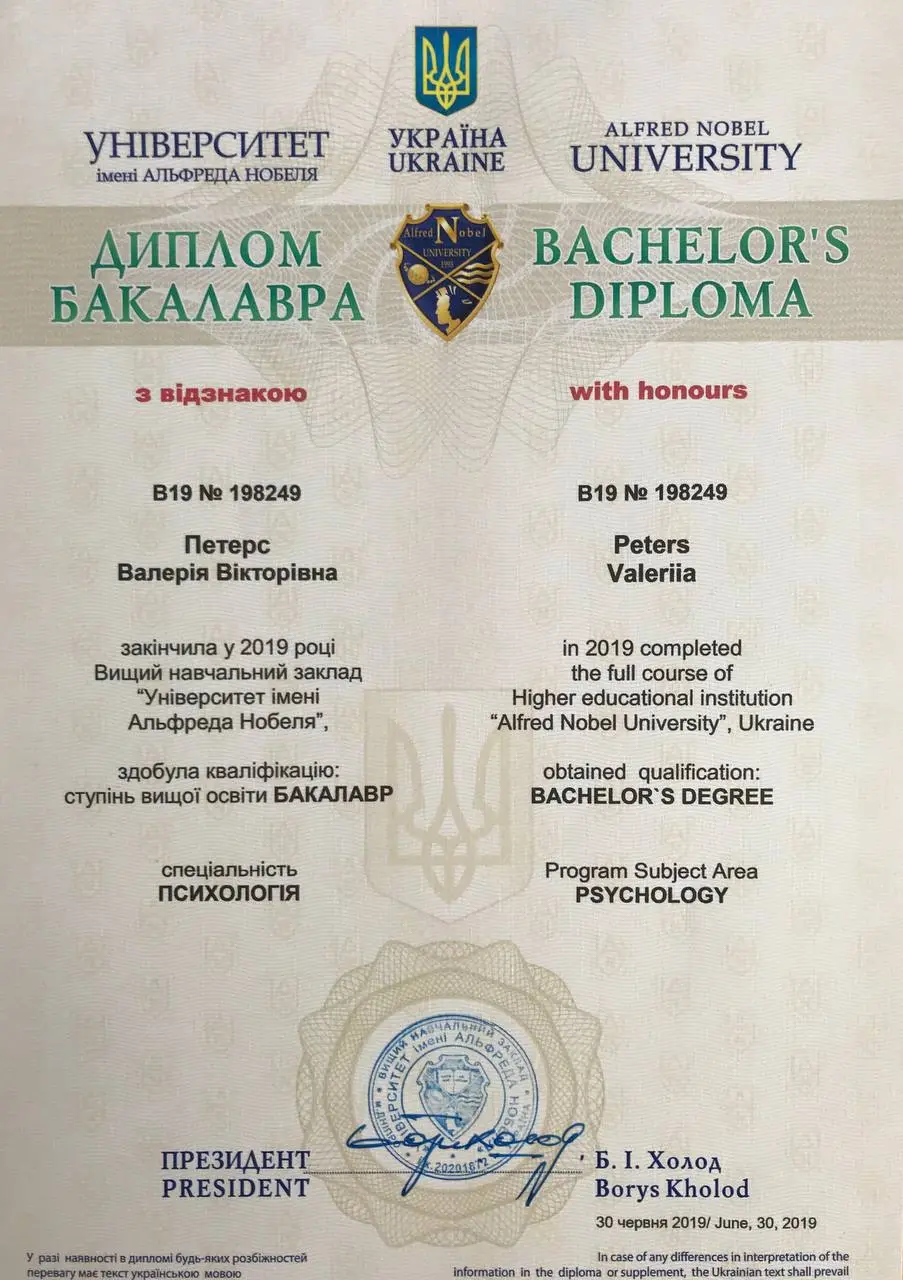 УНІВЕРСИТЕТ
імені АЛЬФРЕДА НОБЕЛЯ
УКРАЇНА
UKRAINE
ALFRED NOBEL
UNIVERSITY
ДИПЛОМ
БАКАЛАВРА
Alfred Nobel
UNIVERSITY
1993
BACHELOR'S
DIPLOMA
з відзнакою
with honours
В19 № 198249
B19 № 198249
Петерс
Валерія Вікторівна
Peters
Valeriia
закінчила у 2019 році
Вищий навчальний заклад
“Університет імені
Альфреда Нобеля”,
in 2019 completed
the full course of
Higher educational institution
“Alfred Nobel University”, Ukraine
здобула кваліфікацію:
ступінь вищої освіти БАКАЛАВР
obtained qualification:
BACHELOR`S DEGREE
спеціальність
ПСИХОЛОГІЯ
Program Subject Area
PSYCHOLOGY
ВИЩИЙ НАВЧАЛЬНИЙ ЗАКЛАД
УНІВЕРСИТЕТ імені АЛЬФРЕДА НОБЕЛЯ
ПРЕЗИДЕНТ
PRESIDENT
Б. І. Холод
Borys Kholod
30 червня 2019/ June, 30, 2019
У разі наявності в дипломі будь-яких розбіжностей
перевагу має текст українською мовою
In case of any differences in interpretation of the
information in the diploma or supplement, the Ukrainian text shall prevail